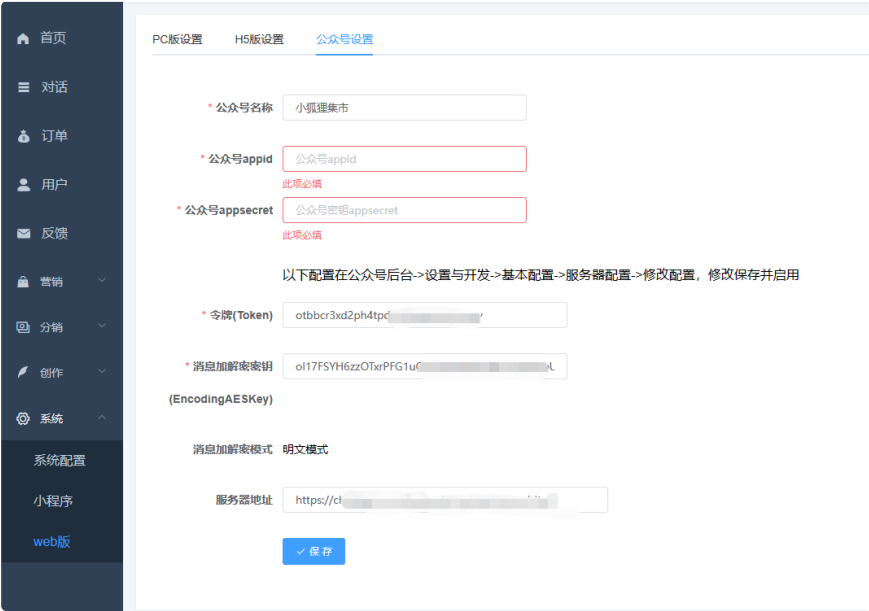 首页
对话
订单
用户
反馈
营销
分销
创作
系统
系统配置
小程序
web版
PC版设置 H5版设置 公众号设置
* 公众号名称 小狐狸集市
* 公众号appid 公众号appid
此项必填
* 公众号appsecret 公众号密钥appsecret
此项必填
以下配置在公众号后台->设置与开发->基本配置->服务器配置->修改配置，修改保存并启用
* 令牌(Token) otbbcr3xd2ph4tpc
* 消息加解密密钥 oI17FSYH6zzOTxrPFG1u
(EncodingAESKey)
消息加解密模式 明文模式
服务器地址 https://c
保存